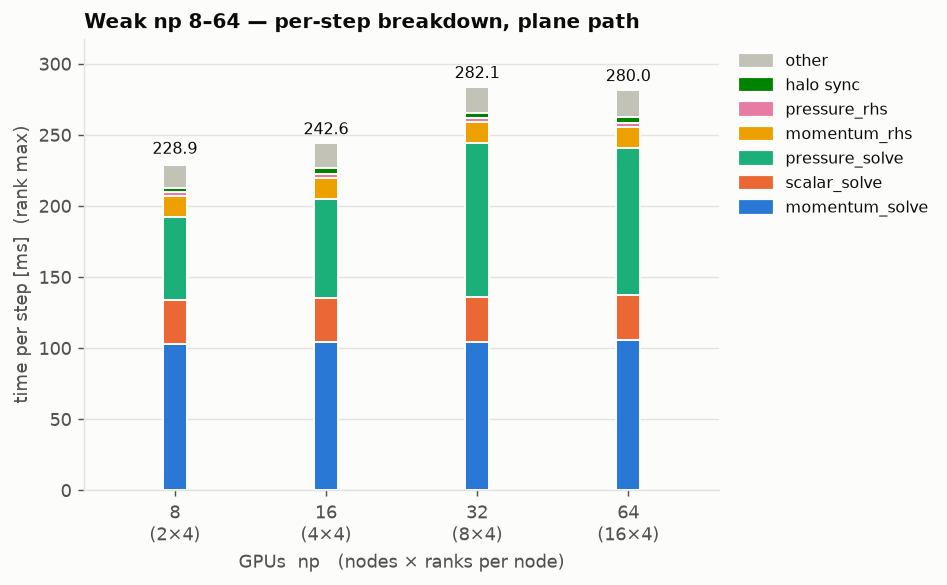 Weak np 8–64 — per-step breakdown, plane path
time per step [ms]  (rank max)
300
250
200
150
100
50
0
228.9
242.6
282.1
280.0
8
(2×4)
16
(4×4)
32
(8×4)
64
(16×4)
GPUs  np   (nodes × ranks per node)
other
halo sync
pressure_rhs
momentum_rhs
pressure_solve
scalar_solve
momentum_solve